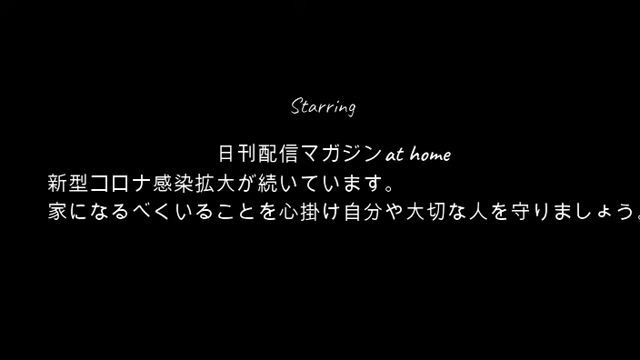 Starring
日刊配信マガジンat home
新型コロナ感染拡大が続いています。
家になるべくいることを心掛け自分や大切な人を守りましょう。